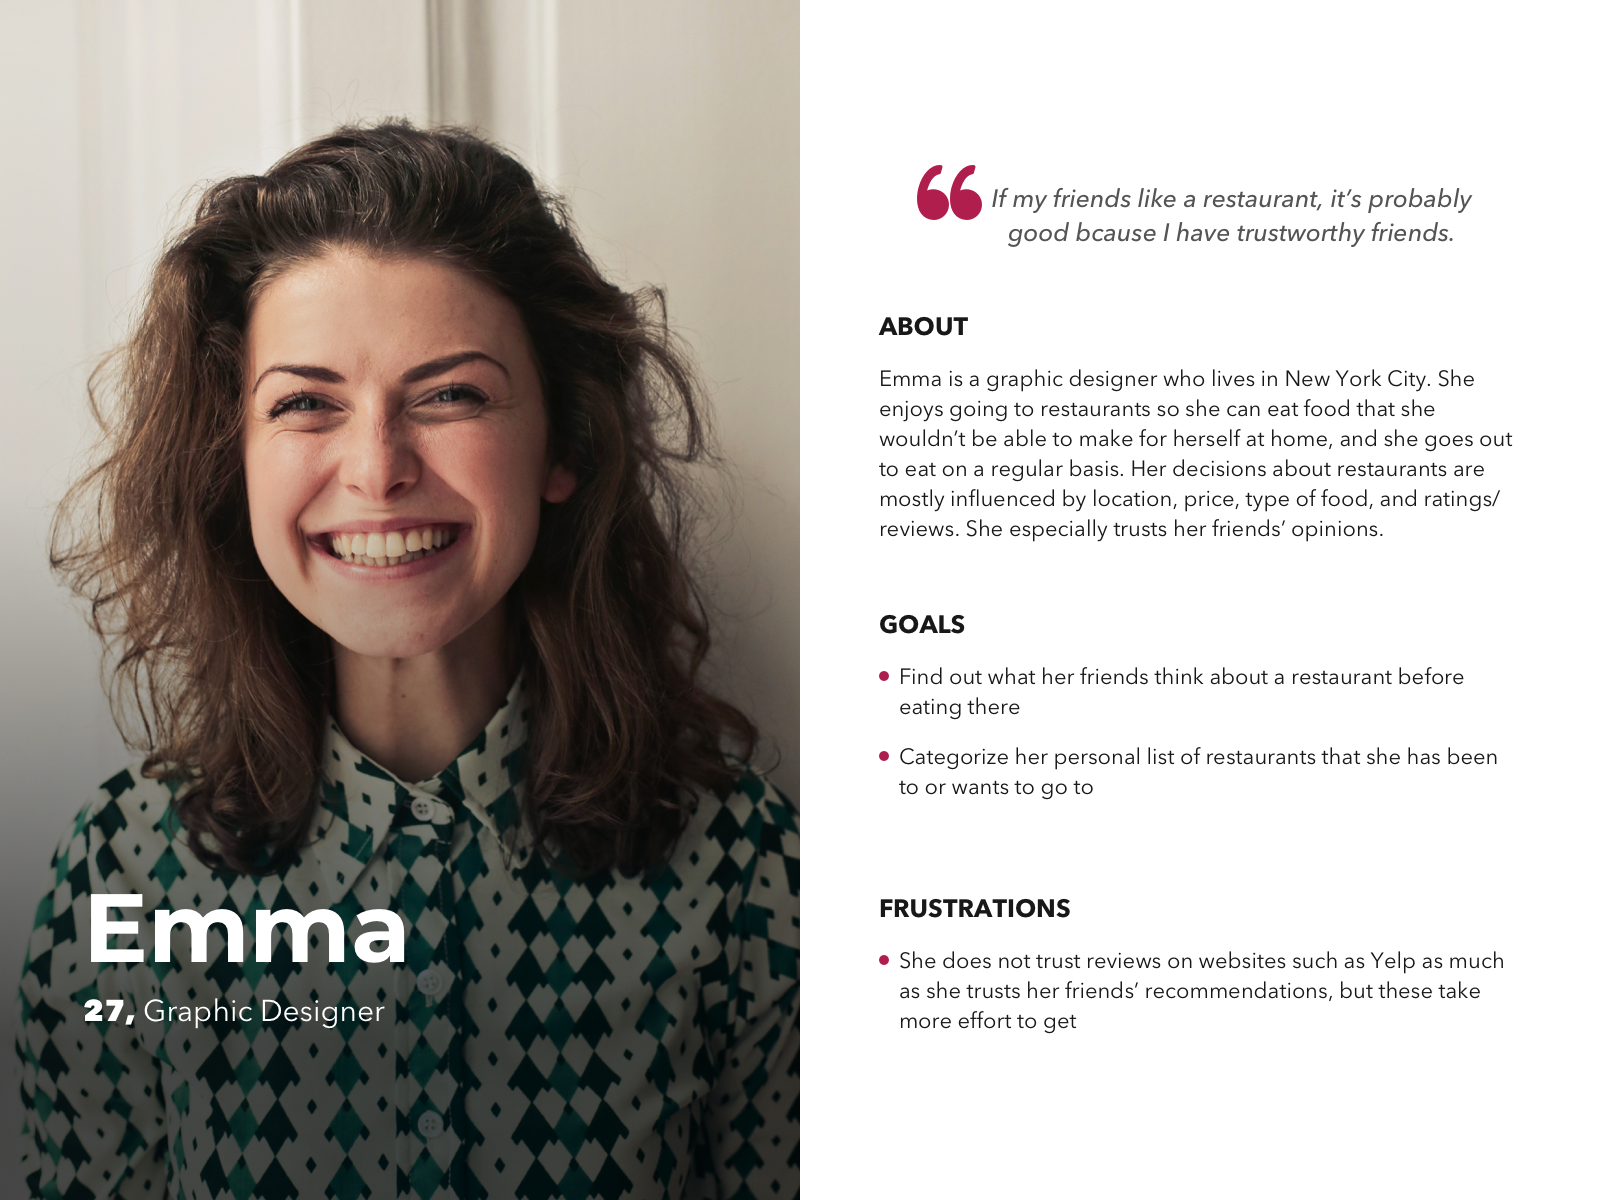 Emma
27, Graphic Designer
“If my friends like a restaurant, it’s probably
good bcause I have trustworthy friends.
ABOUT
Emma is a graphic designer who lives in New York City. She
enjoys going to restaurants so she can eat food that she
wouldn’t be able to make for herself at home, and she goes out
to eat on a regular basis. Her decisions about restaurants are
mostly influenced by location, price, type of food, and ratings/
reviews. She especially trusts her friends’ opinions.
GOALS
• Find out what her friends think about a restaurant before
eating there
• Categorize her personal list of restaurants that she has been
to or wants to go to
FRUSTRATIONS
• She does not trust reviews on websites such as Yelp as much
as she trusts her friends’ recommendations, but these take
more effort to get